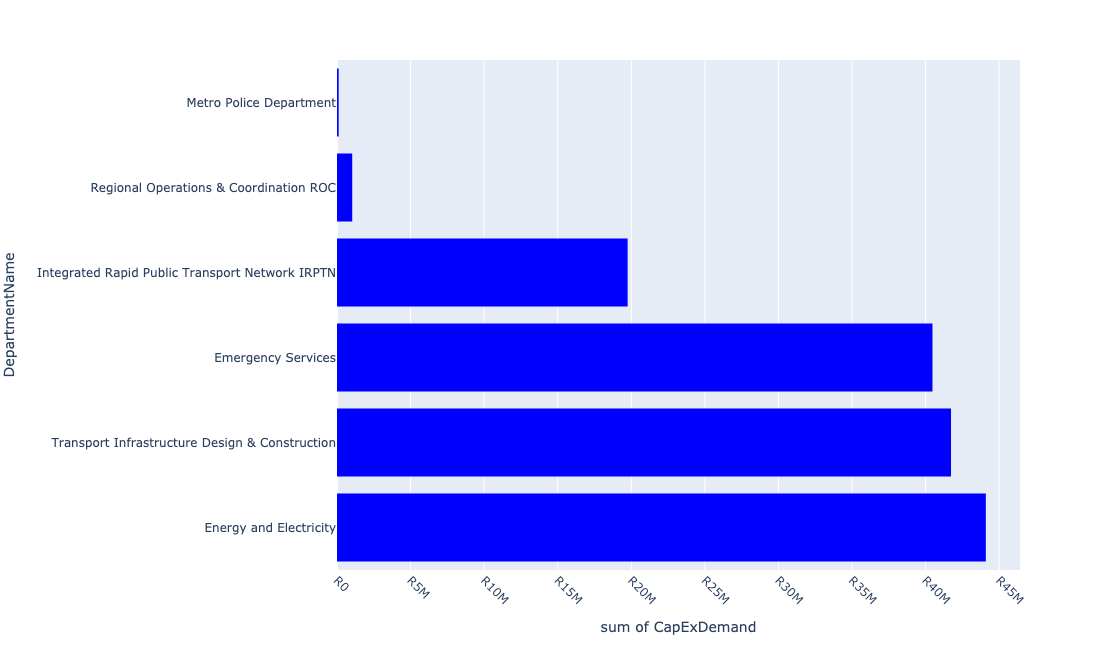 DepartmentName
Metro Police Department
Regional Operations & Coordination ROC
Integrated Rapid Public Transport Network IRPTN
Emergency Services
Transport Infrastructure Design & Construction
Energy and Electricity
R0
R5M
R10M
R15M
R20M
R25M
R30M
R35M
R40M
R45M
sum of CapExDemand